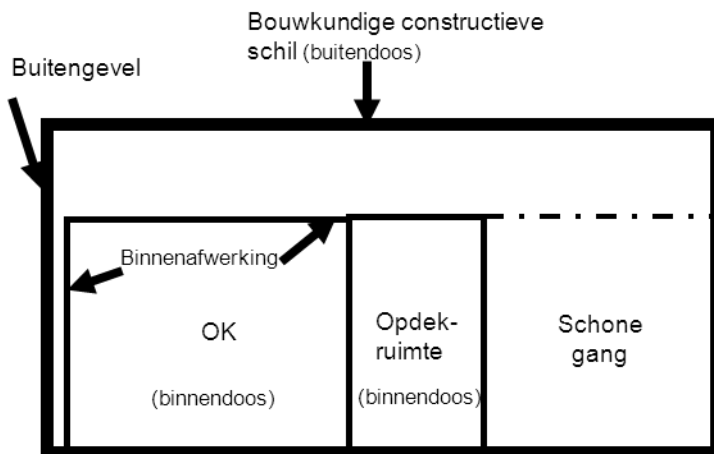 Bouwkundige constructieve
schil (buitendoos)
Buitengevel
Binnenafwerking
OK
(binnendoos)
Opdek-
ruimte
(binnendoos)
Schone
gang